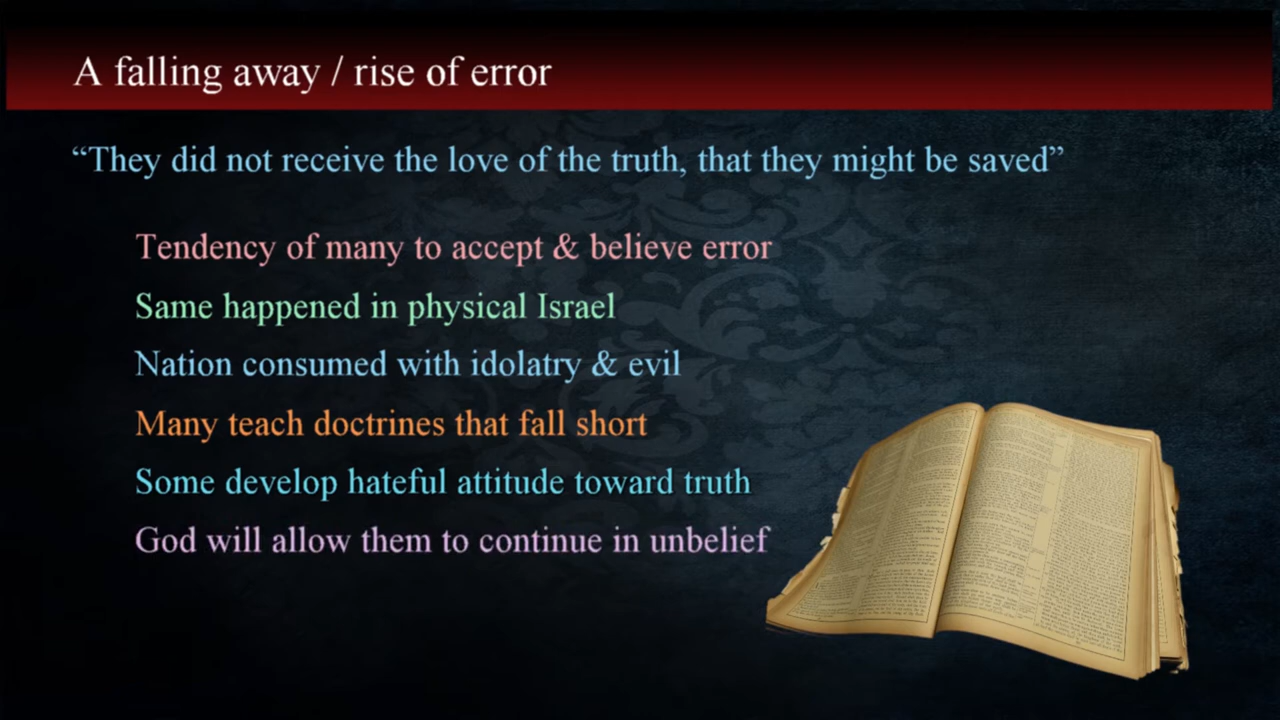 A falling away / rise of error
“They did not receive the love of the truth, that they might be saved”
Tendency of many to accept & believe error
Same happened in physical Israel
Nation consumed with idolatry & evil
Many teach doctrines that fall short
Some develop hateful attitude toward truth
God will allow them to continue in unbelief